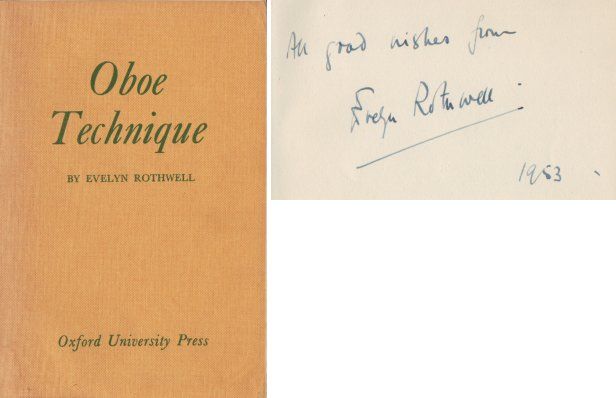 Oboe
Technique
BY EVELYN ROTHWELL
Oxford University Press
All good wishes from
Evelyn Rothwell
1953